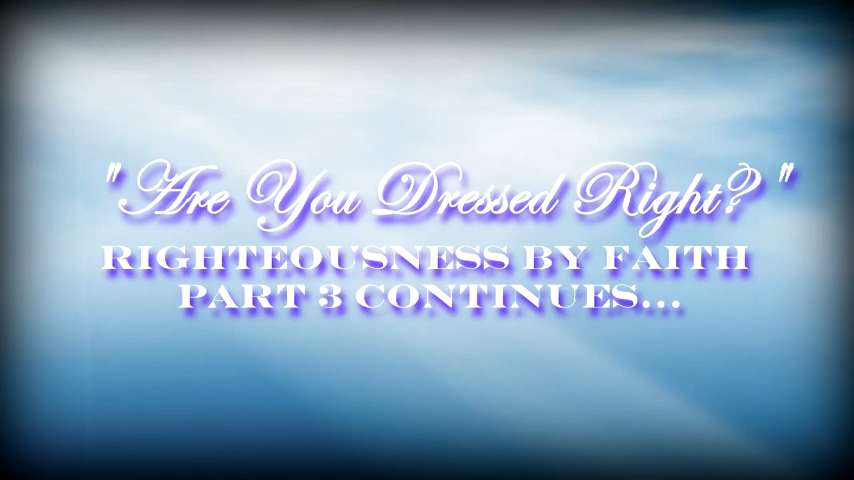 "Are You Dressed Right?"
RIGHTEOUSNESS BY FAITH
PART 3 CONTINUES...